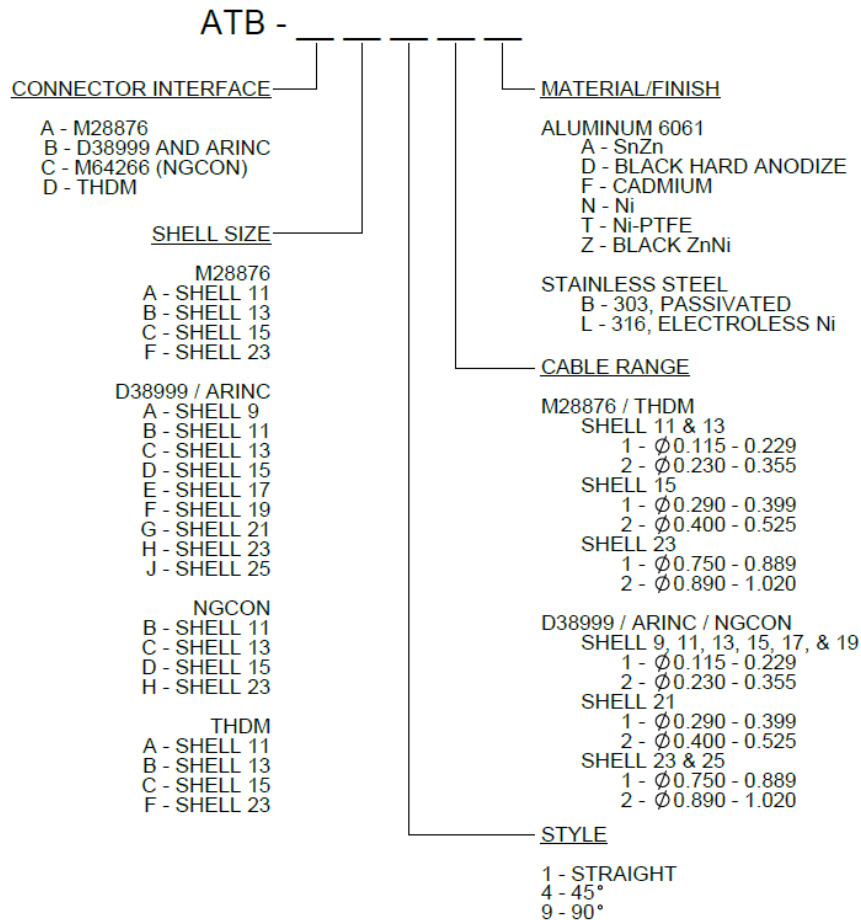 ATB - __ __ __ __ __
CONNECTOR INTERFACE
A - M28876
B - D38999 AND ARINC
C - M64266 (NGCON)
D - THDM
SHELL SIZE
M28876
A - SHELL 11
B - SHELL 13
C - SHELL 15
F - SHELL 23
D38999 / ARINC
A - SHELL 9
B - SHELL 11
C - SHELL 13
D - SHELL 15
E - SHELL 17
F - SHELL 19
G - SHELL 21
H - SHELL 23
J - SHELL 25
NGCON
B - SHELL 11
C - SHELL 13
D - SHELL 15
H - SHELL 23
THDM
A - SHELL 11
B - SHELL 13
C - SHELL 15
F - SHELL 23
MATERIAL/FINISH
ALUMINUM 6061
A - SnZn
D - BLACK HARD ANODIZE
F - CADMIUM
N - Ni
T - Ni-PTFE
Z - BLACK ZnNi
STAINLESS STEEL
B - 303, PASSIVATED
L - 316, ELECTROLESS Ni
CABLE RANGE
M28876 / THDM
SHELL 11 & 13
1 - Ø0.115 - 0.229
2 - Ø0.230 - 0.355
SHELL 15
1 - Ø0.290 - 0.399
2 - Ø0.400 - 0.525
SHELL 23
1 - Ø0.750 - 0.889
2 - Ø0.890 - 1.020
D38999 / ARINC / NGCON
SHELL 9, 11, 13, 15, 17, & 19
1 - Ø0.115 - 0.229
2 - Ø0.230 - 0.355
SHELL 21
1 - Ø0.290 - 0.399
2 - Ø0.400 - 0.525
SHELL 23 & 25
1 - Ø0.750 - 0.889
2 - Ø0.890 - 1.020
STYLE
1 - STRAIGHT
4 - 45°
9 - 90°